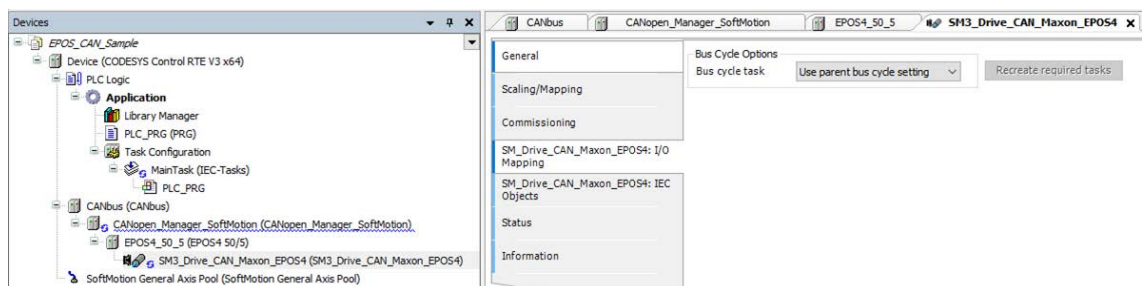 Devices
EPOS_CAN_Sample
Device (CODESYS Control RTE V3 x64)
PLC Logic
Application
Library Manager
PLC_PRG (PRG)
Task Configuration
MainTask (IEC-Tasks)
PLC_PRG
CANbus (CANbus)
CANopen_Manager_SoftMotion (CANopen_Manager_SoftMotion)
EPOS4_50_5 (EPOS4 50/5)
SM3_Drive_CAN_Maxon_EPOS4 (SM3_Drive_CAN_Maxon_EPOS4)
SoftMotion General Axis Pool (SoftMotion General Axis Pool)
CANbus CANopen_Manager_SoftMotion EPOS4_50_5 SM3_Drive_CAN_Maxon_EPOS4 X
General
Scaling/Mapping
Commissioning
SM_Drive_CAN_Maxon_EPOS4: I/O
Mapping
SM_Drive_CAN_Maxon_EPOS4: IEC
Objects
Status
Information
Bus Cycle Options
Bus cycle task Use parent bus cycle setting Recreate required tasks